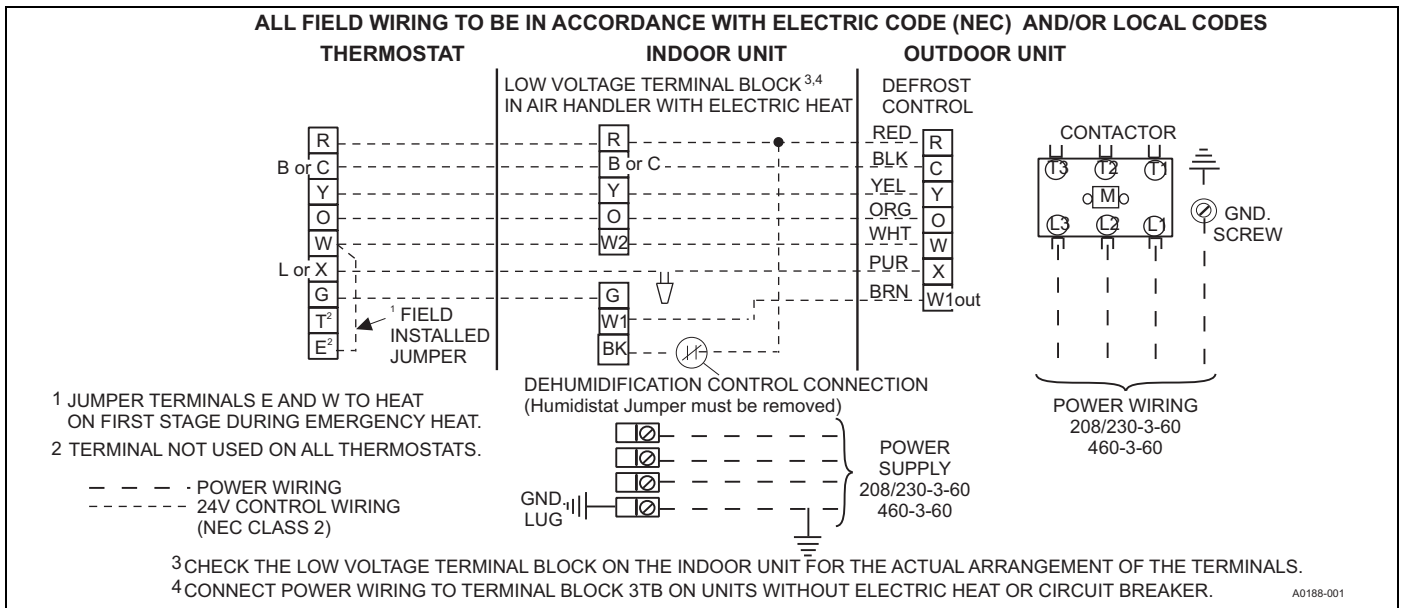 ALL FIELD WIRING TO BE IN ACCORDANCE WITH ELECTRIC CODE (NEC) AND/OR LOCAL CODES
THERMOSTAT
INDOOR UNIT
OUTDOOR UNIT
LOW VOLTAGE TERMINAL BLOCK 3,4
IN AIR HANDLER WITH ELECTRIC HEAT
DEFROST
CONTROL
R
B or C
Y
O
W
L or X
G
T2
E2
1 FIELD
INSTALLED
JUMPER
R
B or C
Y
O
W2
G
W1
BK
RED R
BLK C
YEL Y
ORG O
WHT W
PUR X
BRN W1out
CONTACTOR
T3 T2 T1
M
L3 L2 L1
GND.
SCREW
POWER WIRING
208/230-3-60
460-3-60
DEHUMIDIFICATION CONTROL CONNECTION
(Humidistat Jumper must be removed)
GND.
LUG
POWER
SUPPLY
208/230-3-60
460-3-60
1 JUMPER TERMINALS E AND W TO HEAT
ON FIRST STAGE DURING EMERGENCY HEAT.
2 TERMINAL NOT USED ON ALL THERMOSTATS.
POWER WIRING
24V CONTROL WIRING
(NEC CLASS 2)
3 CHECK THE LOW VOLTAGE TERMINAL BLOCK ON THE INDOOR UNIT FOR THE ACTUAL ARRANGEMENT OF THE TERMINALS.
4 CONNECT POWER WIRING TO TERMINAL BLOCK 3TB ON UNITS WITHOUT ELECTRIC HEAT OR CIRCUIT BREAKER.
A0188-001